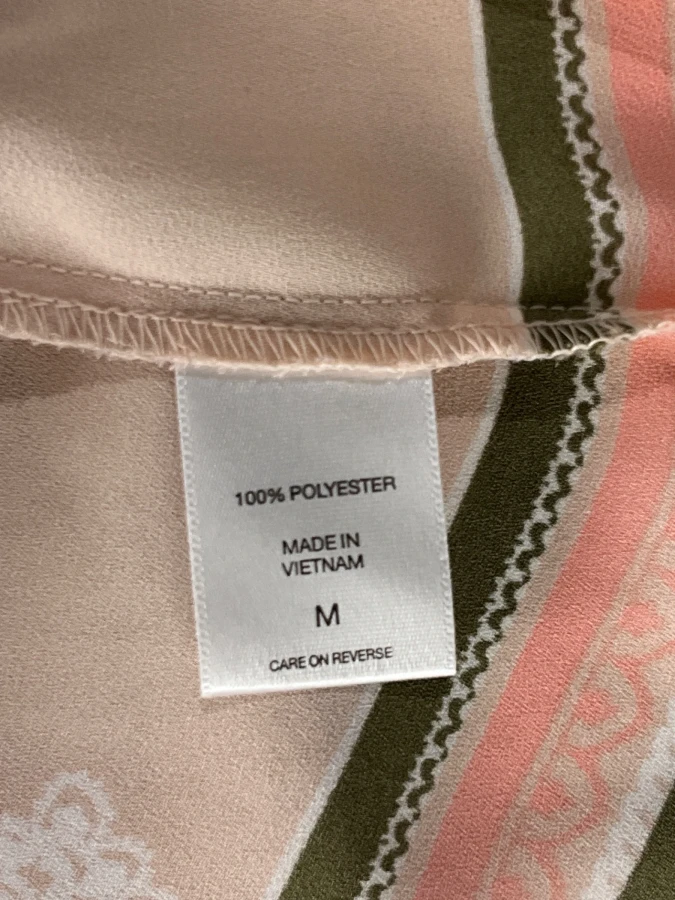 100% POLYESTER
MADE IN
VIETNAM
M
CARE ON REVERSE